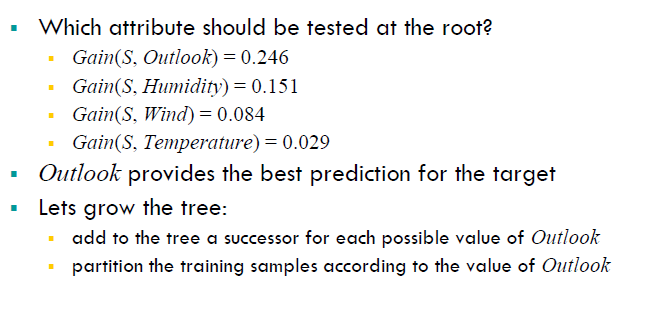 Which attribute should be tested at the root?
Gain(S, Outlook) = 0.246
Gain(S, Humidity) = 0.151
Gain(S, Wind) = 0.084
Gain(S, Temperature) = 0.029
Outlook provides the best prediction for the target
Lets grow the tree:
add to the tree a successor for each possible value of Outlook
partition the training samples according to the value of Outlook